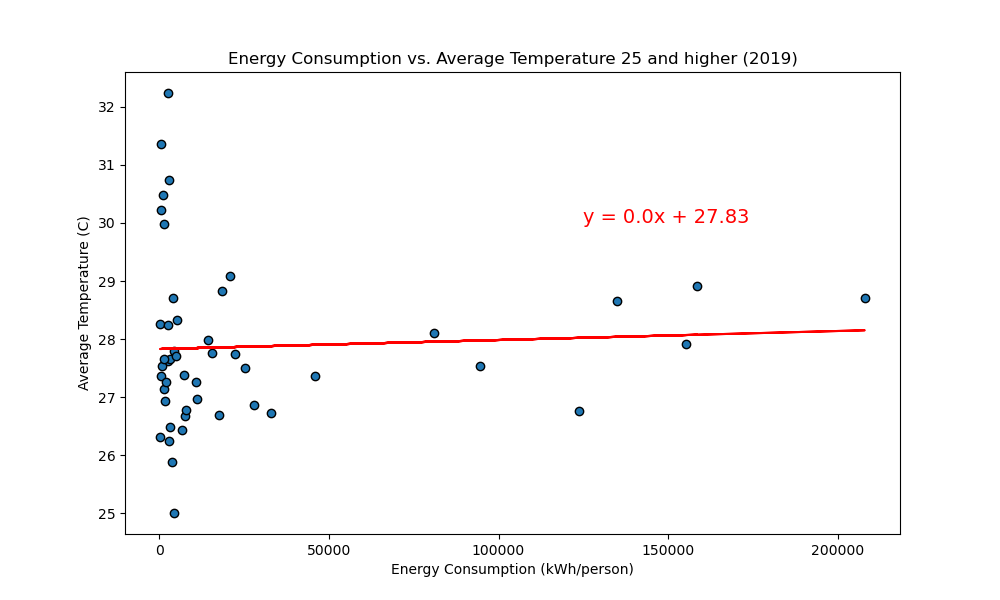 Energy Consumption vs. Average Temperature 25 and higher (2019)
32
31
30
29
28
27
26
25
Average Temperature (C)
y = 0.0x + 27.83
0 50000 100000 150000 200000
Energy Consumption (kWh/person)